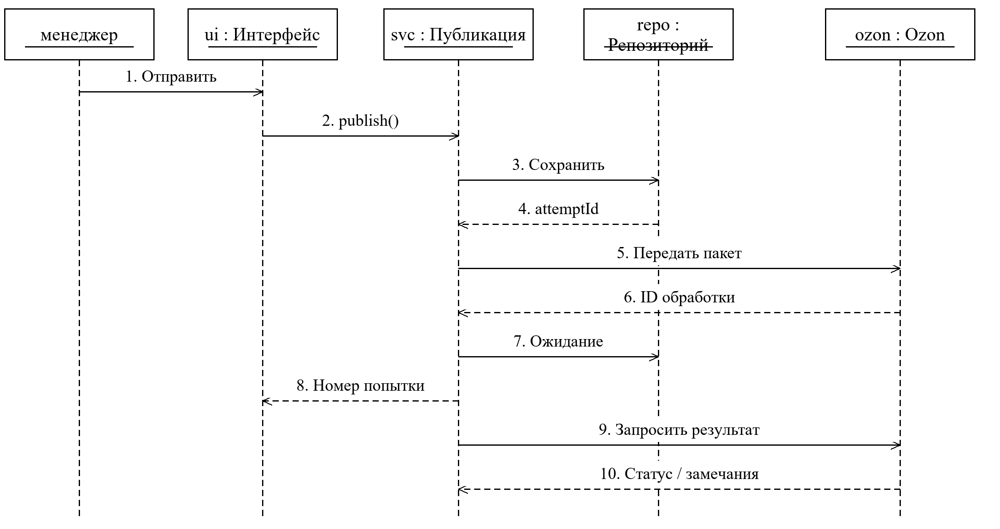 менеджер
ui : Интерфейс
svc : Публикация
repo :
Репозиторий
ozon : Ozon
1. Отправить
2. publish()
3. Сохранить
4. attemptId
5. Передать пакет
6. ID обработки
7. Ожидание
8. Номер попытки
9. Запросить результат
10. Статус / замечания